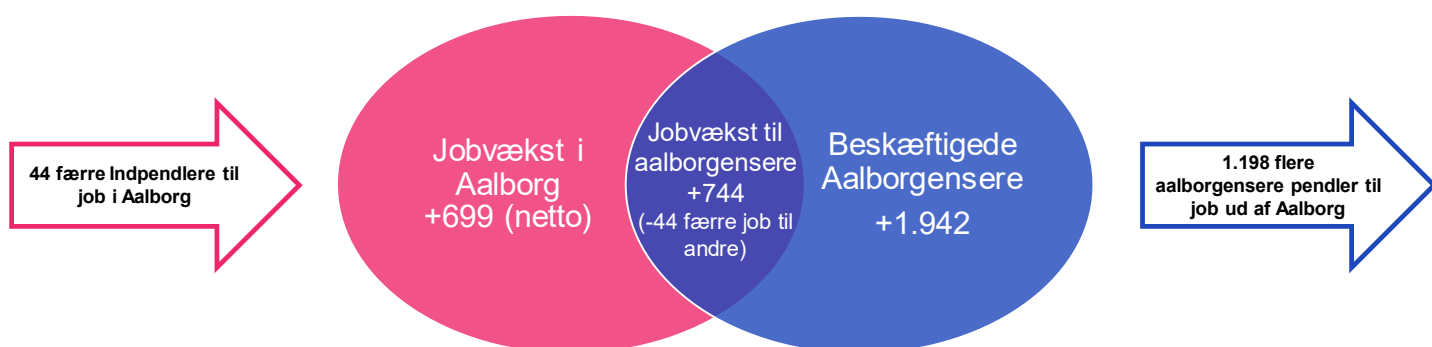 44 færre Indpendlere til
job i Aalborg
Jobvækst i
Aalborg
+699 (netto)
Jobvækst til
aalborgensere
+744
(-44 færre job til
andre)
Beskæftigede
Aalborgensere
+1.942
1.198 flere
aalborgensere pendler til
job ud af Aalborg